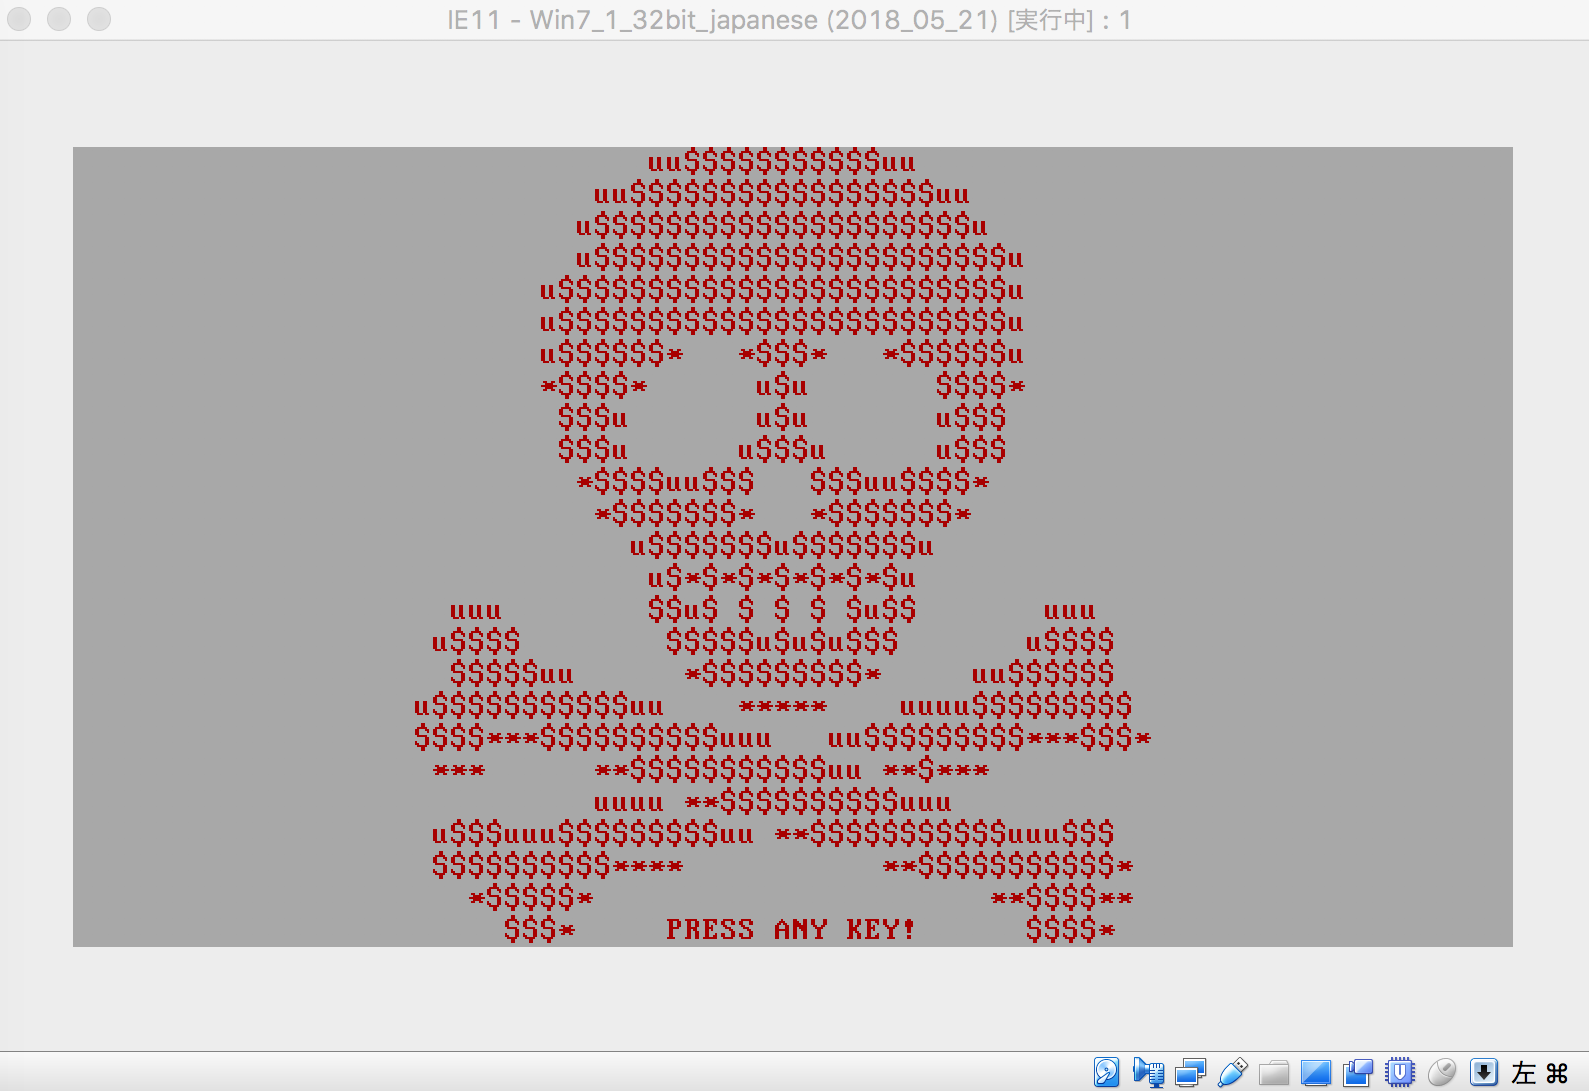 IE11 - Win7_1_32bit_japanese (2018_05_21) [実行中] : 1
uu$$$$$$$$$$$uu
uu$$$$$$$$$$$$$$$$$uu
u$$$$$$$$$$$$$$$$$$$$$u
u$$$$$$$$$$$$$$$$$$$$$$$u
u$$$$$$$$$$$$$$$$$$$$$$$$$u
u$$$$$$$$$$$$$$$$$$$$$$$$$u
u$$$$$$*   *$$$*   *$$$$$$u
*$$$$*      u$u       $$$$*
$$$u       u$u       u$$$
$$$u      u$$$u      u$$$
*$$$$uu$$$   $$$uu$$$$*
*$$$$$$$*   *$$$$$$$*
u$$$$$$$u$$$$$$$u
u$*$*$*$*$*$*$u
uuu        $$u$ $ $ $ $u$$       uuu
u$$$$        $$$$$u$u$u$$$       u$$$$
$$$$$uu      *$$$$$$$$$*     uu$$$$$$
u$$$$$$$$$$$uu    *****    uuuu$$$$$$$$$
$$$$***$$$$$$$$$$uuu   uu$$$$$$$$$***$$$*
***      **$$$$$$$$$$$uu **$***
uuuu **$$$$$$$$$$uuu
u$$$uuu$$$$$$$$$uu **$$$$$$$$$$$uuu$$$
$$$$$$$$$$****           **$$$$$$$$$$$*
*$$$$$*                      **$$$$**
$$$*     PRESS ANY KEY!      $$$$*
左 ⌘